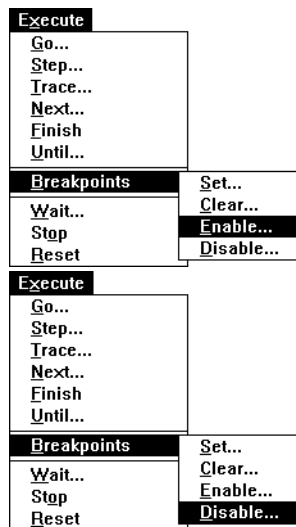 Execute
Go...
Step...
Trace...
Next...
Finish
Until...
Breakpoints
Set...
Clear...
Enable...
Disable...
Wait...
Stop
Reset
Execute
Go...
Step...
Trace...
Next...
Finish
Until...
Breakpoints
Set...
Clear...
Enable...
Disable...
Wait...
Stop
Reset